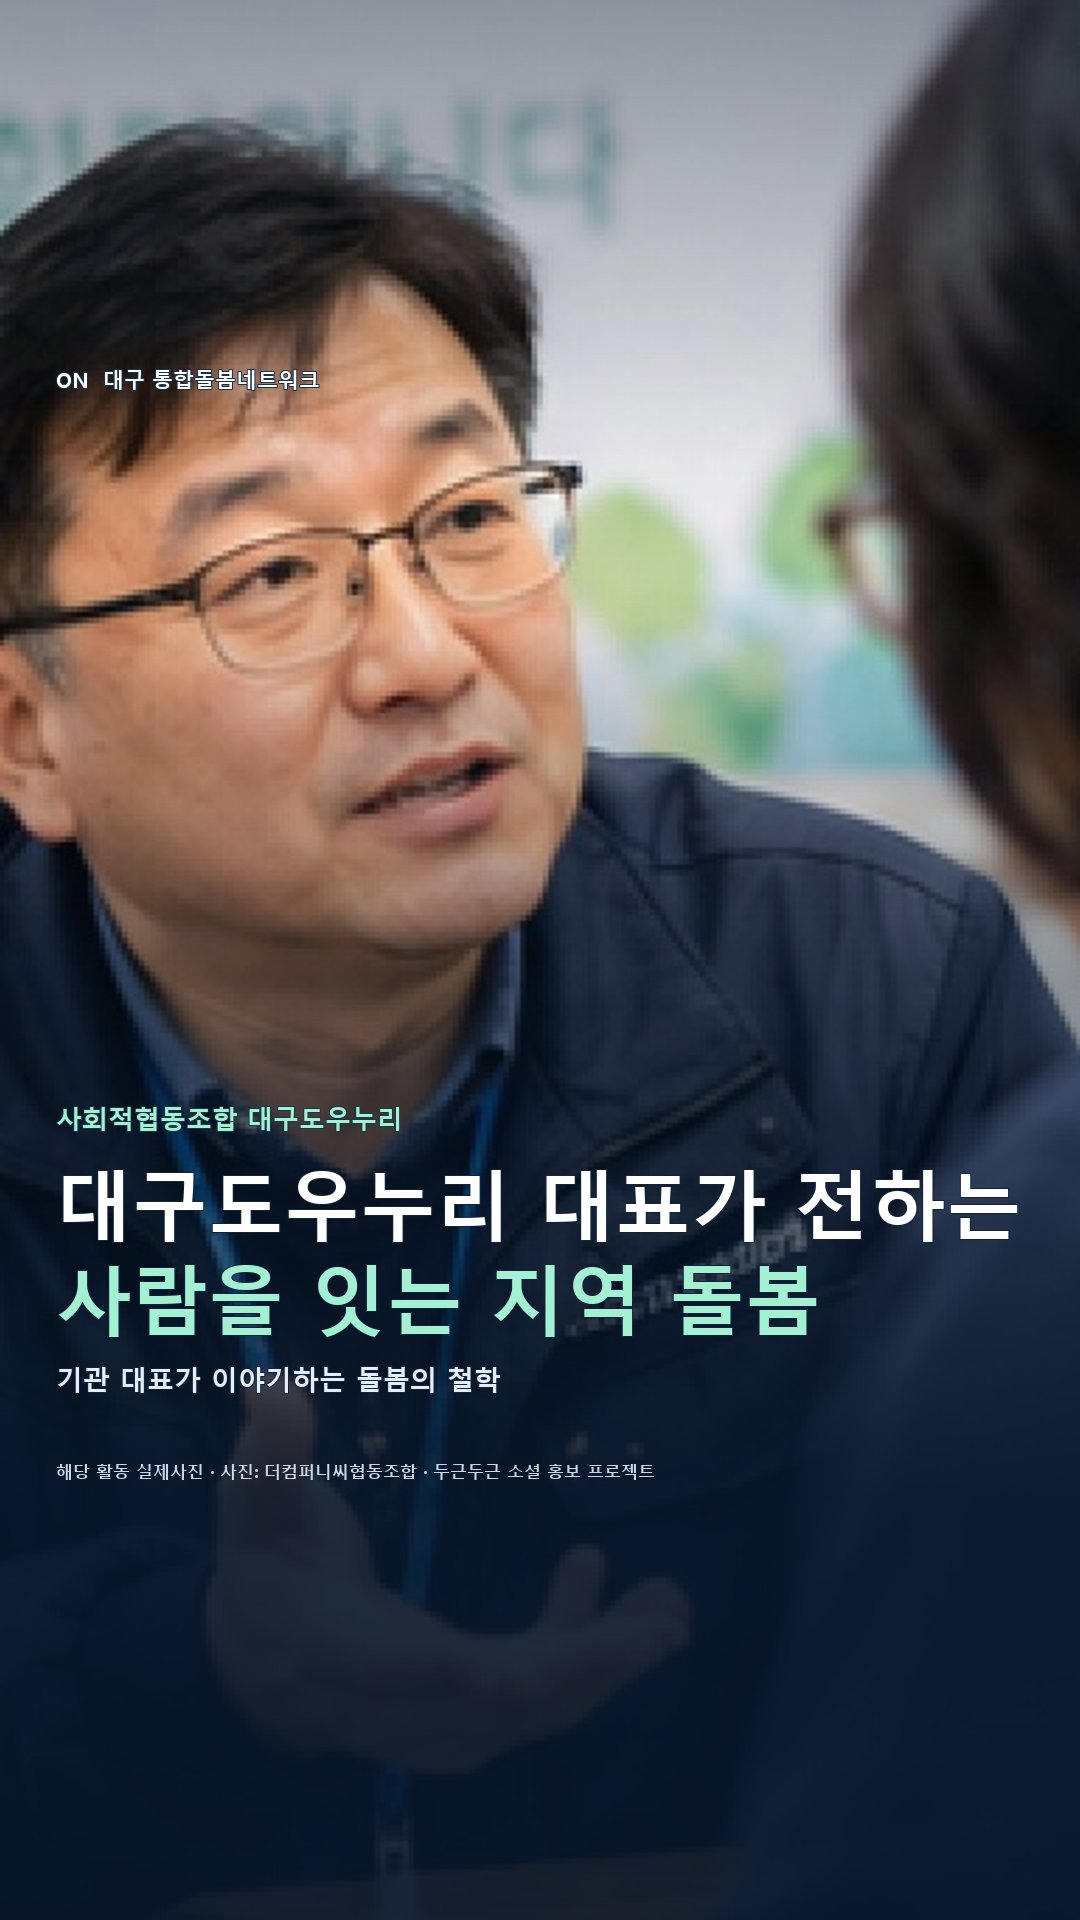 니다
ON 대구 통합돌봄네트워크
사회적협동조합 대구도우누리
대구도우누리 대표가 전하는
사람을 잇는 지역 돌봄
기관 대표가 이야기하는 돌봄의 철학
해당 활동 실제사진 · 사진: 더컴퍼니씨협동조합 · 두근두근 소셜 홍보 프로젝트